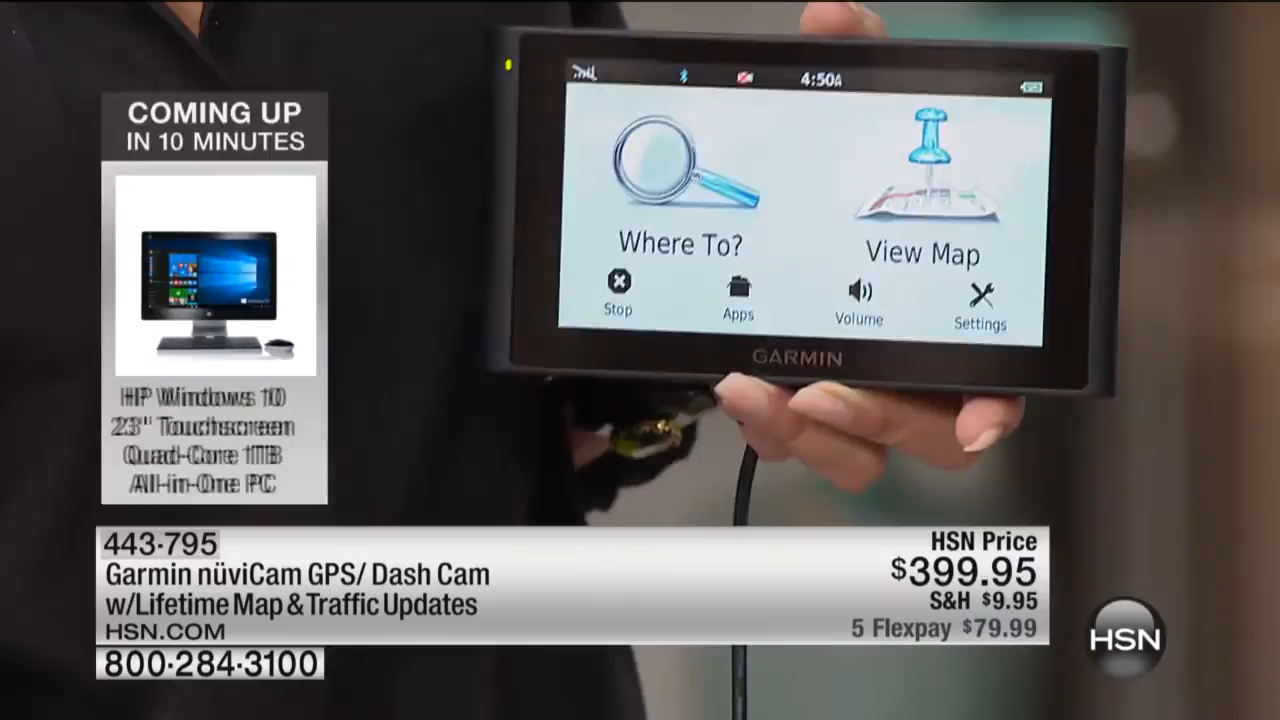 COMING UP
IN 10 MINUTES
HP Windows 10
23" Touchscreen
Quad-Core 1TB
All-in-One PC
4:50A
Where To?
View Map
Stop
Apps
Volume
Settings
GARMIN
443-795
Garmin nüviCam GPS/ Dash Cam
w/Lifetime Map & Traffic Updates
HSN.COM
800-284-3100
HSN Price
$399.95
S&H $9.95
5 Flexpay $79.99
HSN